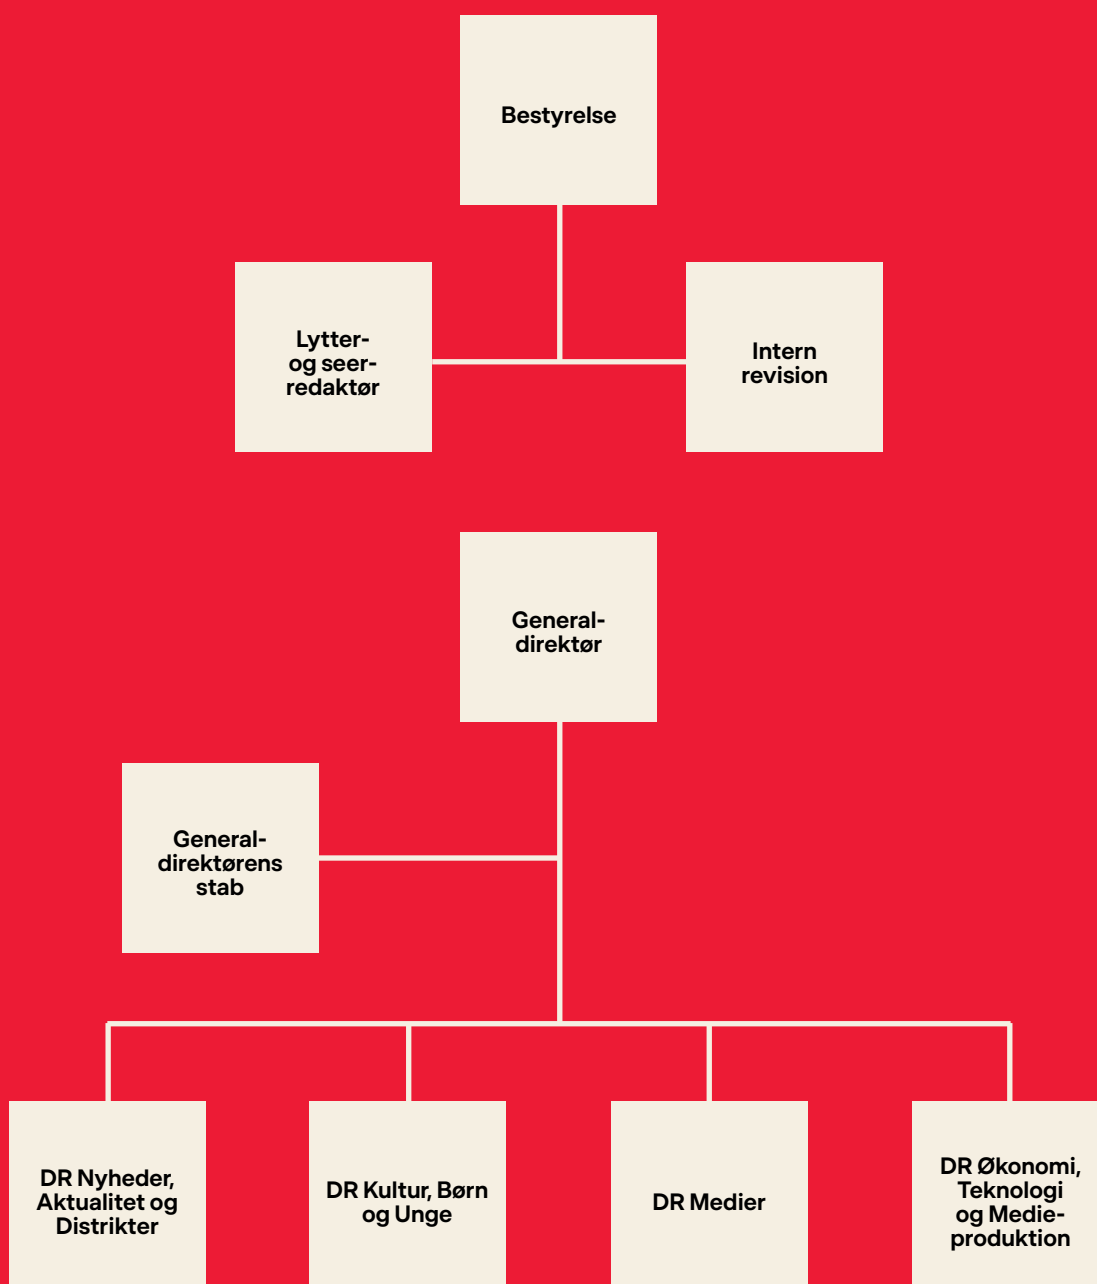 Bestyrelse
Lytter-
og seer-
redaktør
Intern
revision
General-
direktør
General-
direktørens
stab
DR Nyheder,
Aktualitet og
Distrikter
DR Kultur, Børn
og Unge
DR Medier
DR Økonomi,
Teknologi
og Medie-
produktion